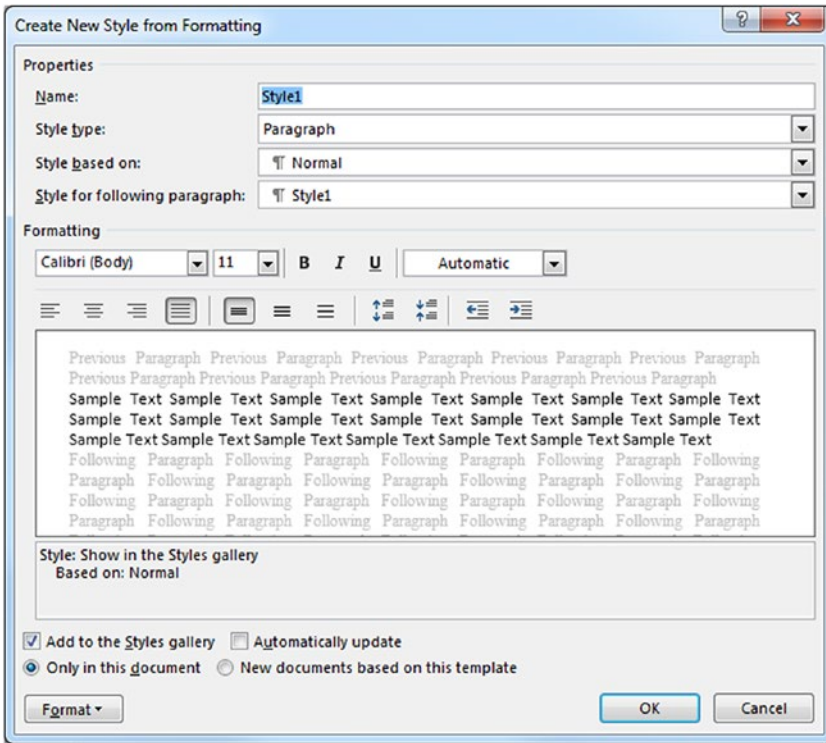 Create New Style from Formatting
Properties
Name: Style1
Style type: Paragraph
Style based on: ¶ Normal
Style for following paragraph: ¶ Style1
Formatting
Calibri (Body) 11 B I U Automatic
Previous Paragraph Previous Paragraph Previous Paragraph Previous Paragraph Previous Paragraph
Previous Paragraph Previous Paragraph Previous Paragraph Previous Paragraph Previous Paragraph
Sample Text Sample Text Sample Text Sample Text Sample Text Sample Text Sample Text
Sample Text Sample Text Sample Text Sample Text Sample Text Sample Text Sample Text
Sample Text Sample Text Sample Text Sample Text Sample Text Sample Text Sample Text
Following Paragraph Following Paragraph Following Paragraph Following Paragraph Following
Paragraph Following Paragraph Following Paragraph Following Paragraph Following Paragraph
Following Paragraph Following Paragraph Following Paragraph Following Paragraph Following
Paragraph Following Paragraph Following Paragraph Following Paragraph Following Paragraph
Style: Show in the Styles gallery
Based on: Normal
Add to the Styles gallery Automatically update
Only in this document New documents based on this template
Format OK Cancel